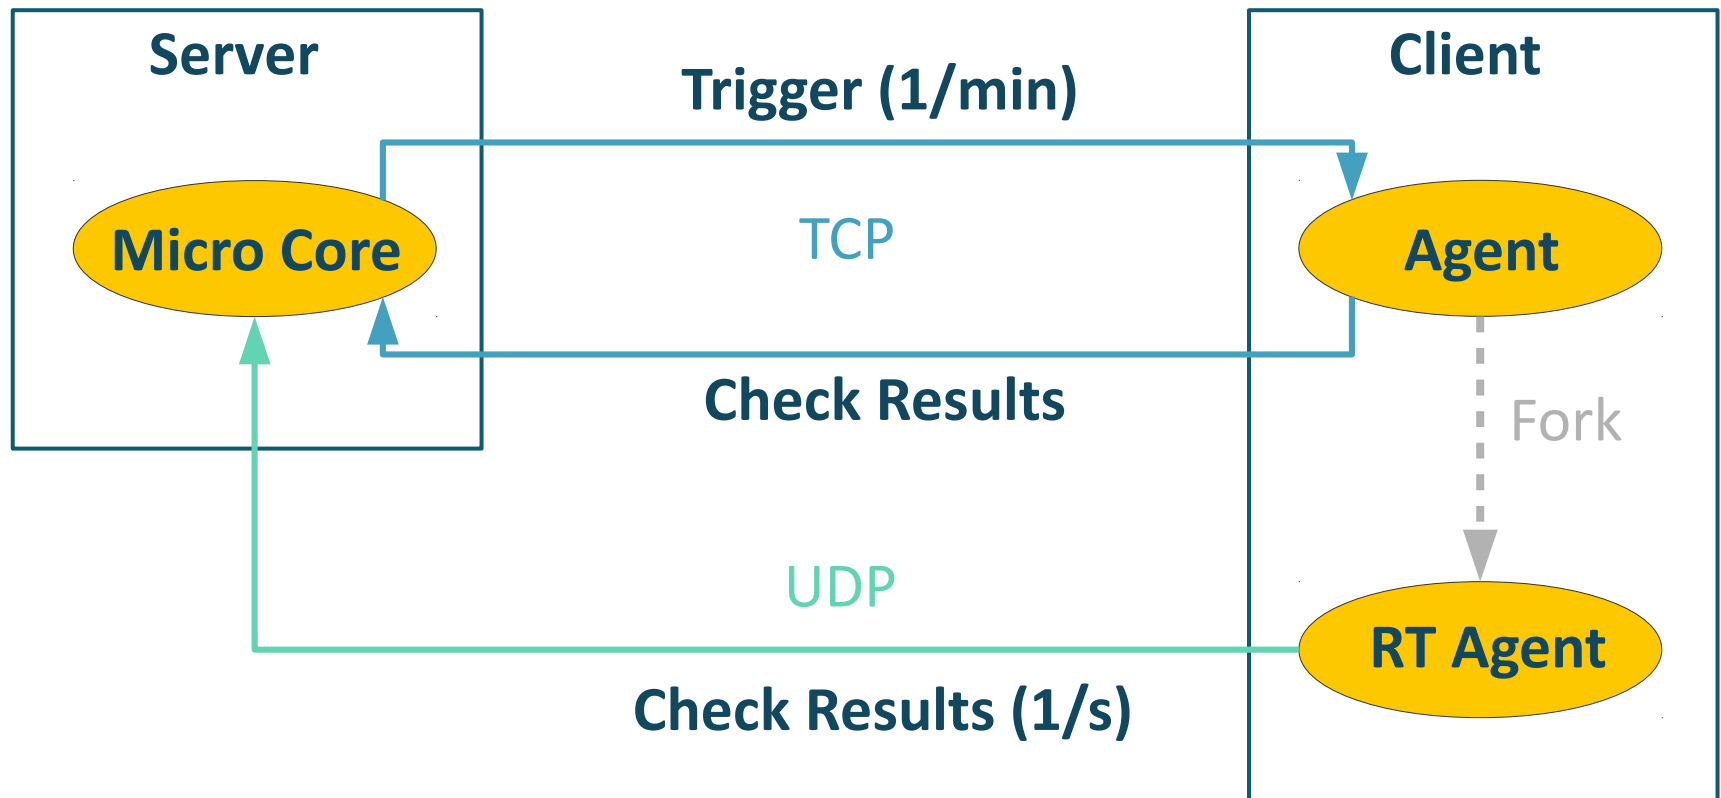 Server
Client
Trigger (1/min)
Micro Core
TCP
Agent
Check Results
Fork
UDP
RT Agent
Check Results (1/s)